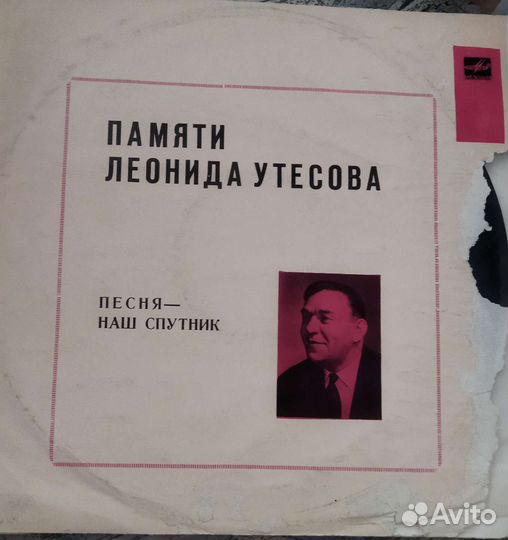 ПАМЯТИ
ЛЕОНИДА УТЕСОВА
ПЕСНЯ—
НАШ СПУТНИК
Avito